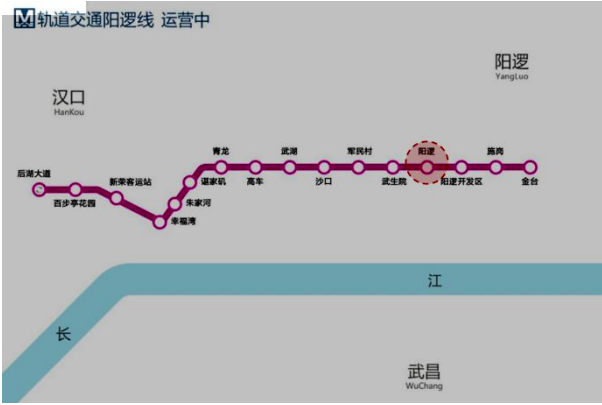 轨道交通阳逻线 运营中
阳逻
YangLuo
汉口
HanKou
后湖大道
百步亭花园
新荣客运站
幸福湾
朱家河
谌家矶
青龙
高车
武湖
沙口
军民村
武生院
阳逻
阳逻开发区
施岗
金台
长
江
武昌
WuChang